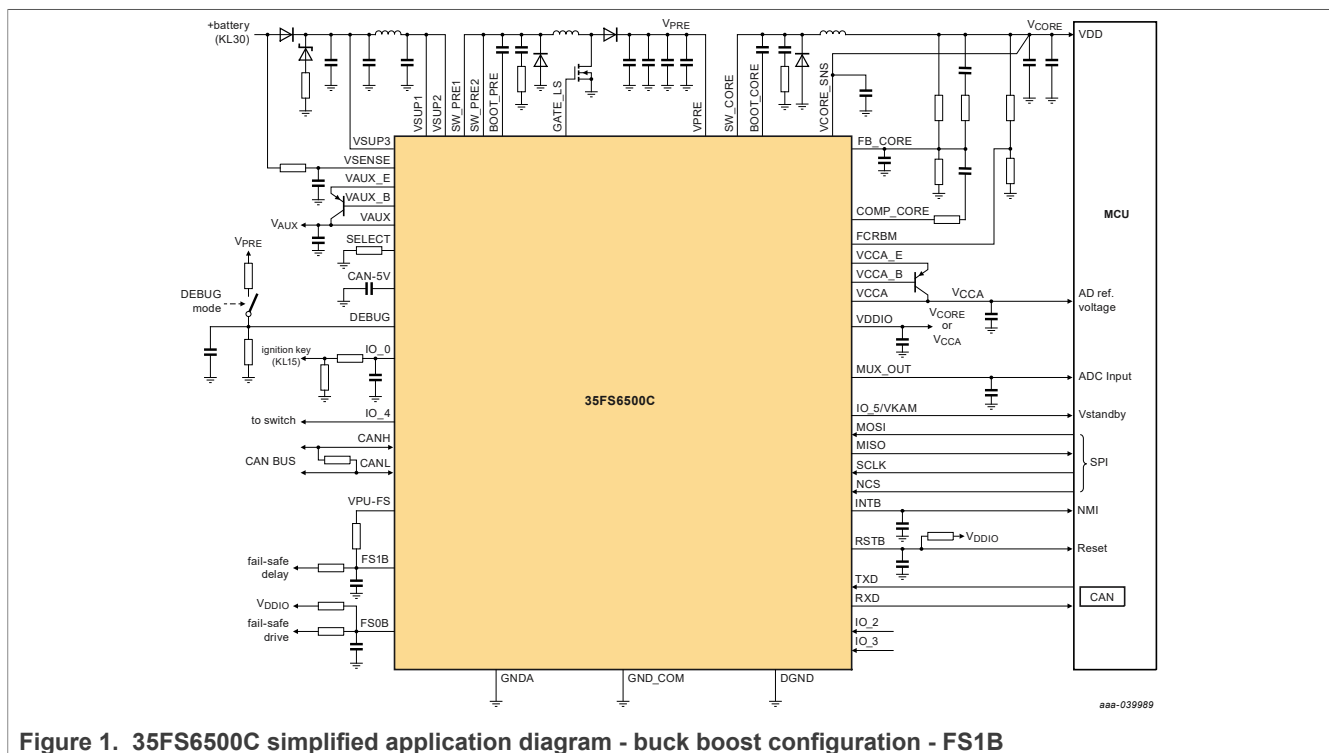 +battery
(KL30)
VPRE
VCORE
VDD
VSUP1
VSUP2
SW_PRE1
SW_PRE2
BOOT_PRE
GATE_LS
VPRE
SW_CORE
BOOT_CORE
VCORE_SNS
VSUP3
VSENSE
VAUX_E
VAUX_B
VAUX
VAUX
SELECT
VPRE
CAN-5V
DEBUG
mode
DEBUG
ignition key
(KL15)
IO_0
to switch
IO_4
CANH
CAN BUS
CANL
VPU-FS
fail-safe
delay
FS1B
VDDIO
fail-safe
drive
FS0B
35FS6500C
GNDA
GND_COM
DGND
FB_CORE
COMP_CORE
FCRBM
VCCA_E
VCCA_B
VCCA
VCCA
VDDIO
VCORE
or
VCCA
MUX_OUT
IO_5/VKAM
MOSI
MISO
SCLK
NCS
INTB
RSTB
VDDIO
TXD
RXD
IO_2
IO_3
MCU
AD ref.
voltage
ADC Input
Vstandby
SPI
NMI
Reset
CAN
aaa-039989
Figure 1. 35FS6500C simplified application diagram - buck boost configuration - FS1B